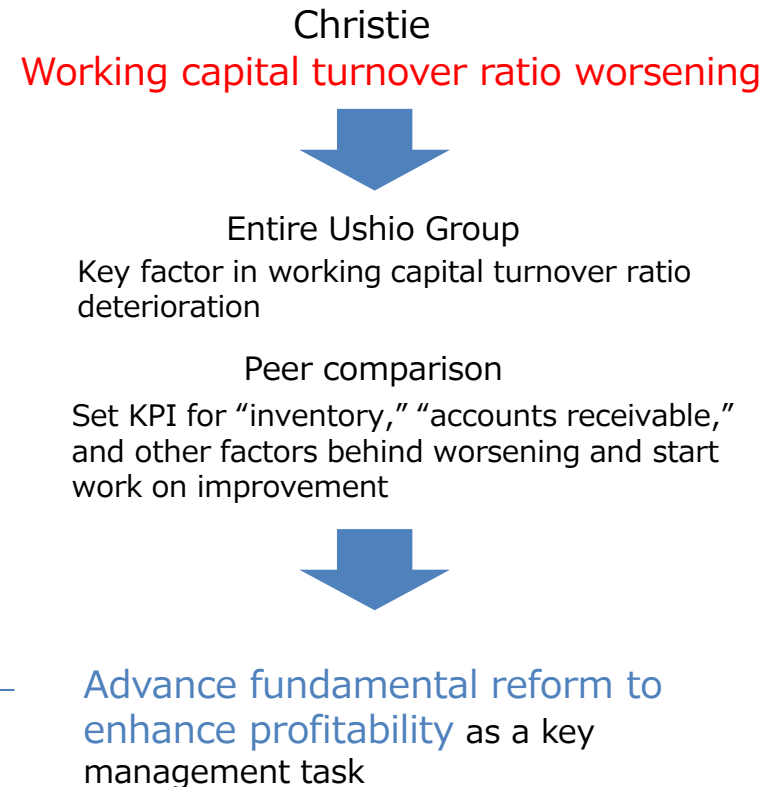 Christie
Working capital turnover ratio worsening
Entire Ushio Group
Key factor in working capital turnover ratio
deterioration
Peer comparison
Set KPI for “inventory,” “accounts receivable,”
and other factors behind worsening and start
work on improvement
Advance fundamental reform to
enhance profitability as a key
management task